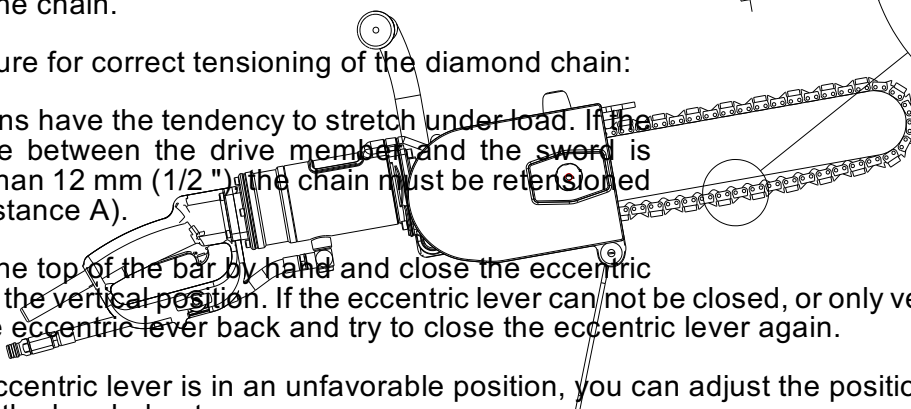 ne chain.
ure for correct tensioning of the diamond chain:
ns have the tendency to stretch under load. If the
e between the drive member and the sword is
han 12 mm (1/2 ") the chain must be retensioned
stance A).
he top of the bar by hand and close the eccentric
the vertical position. If the eccentric lever can not be closed, or only ve
e eccentric lever back and try to close the eccentric lever again.
ccentric lever is in an unfavorable position, you can adjust the positio